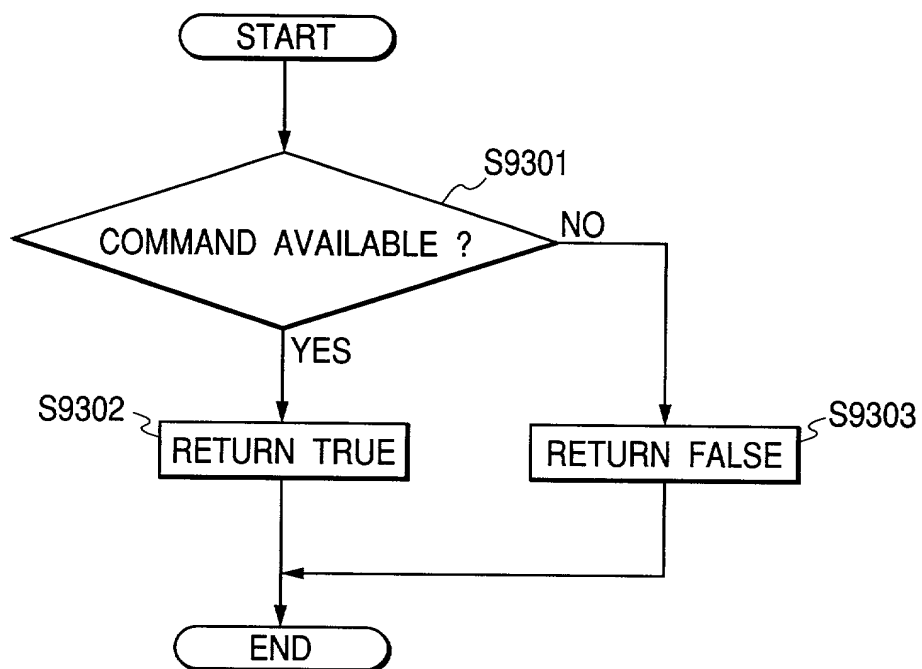 START
S9301
COMMAND AVAILABLE ?
NO
YES
S9302
RETURN TRUE
S9303
RETURN FALSE
END